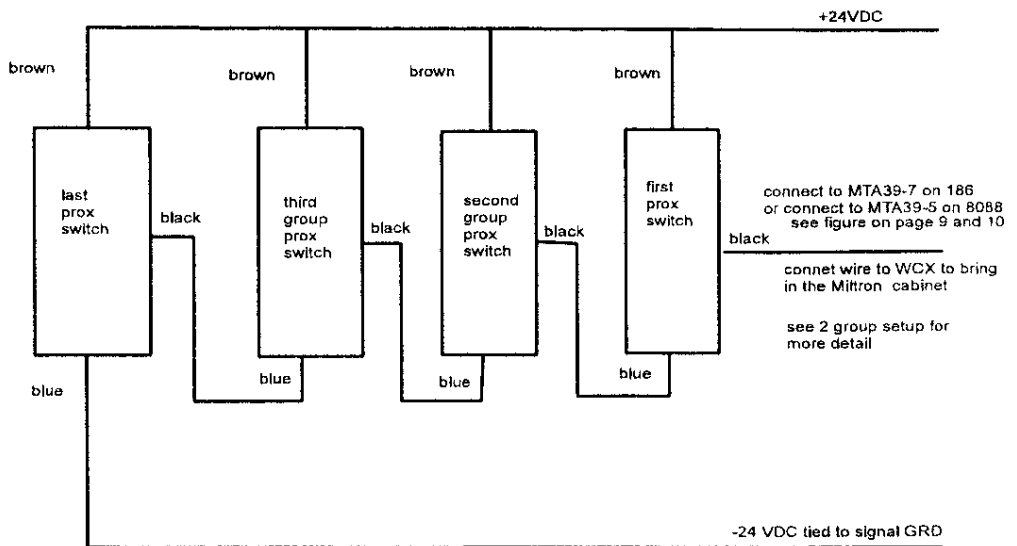 +24VDC
brown
brown
brown
brown
last
prox
switch
black
third
group
prox
switch
black
second
group
prox
switch
black
first
prox
switch
black
connect to MTA39-7 on 186
or connect to MTA39-5 on 8088
see figure on page 9 and 10
connet wire to WCX to bring
in the Miltron cabinet
see 2 group setup for
more detail
blue
blue
blue
blue
-24 VDC tied to signal GRD